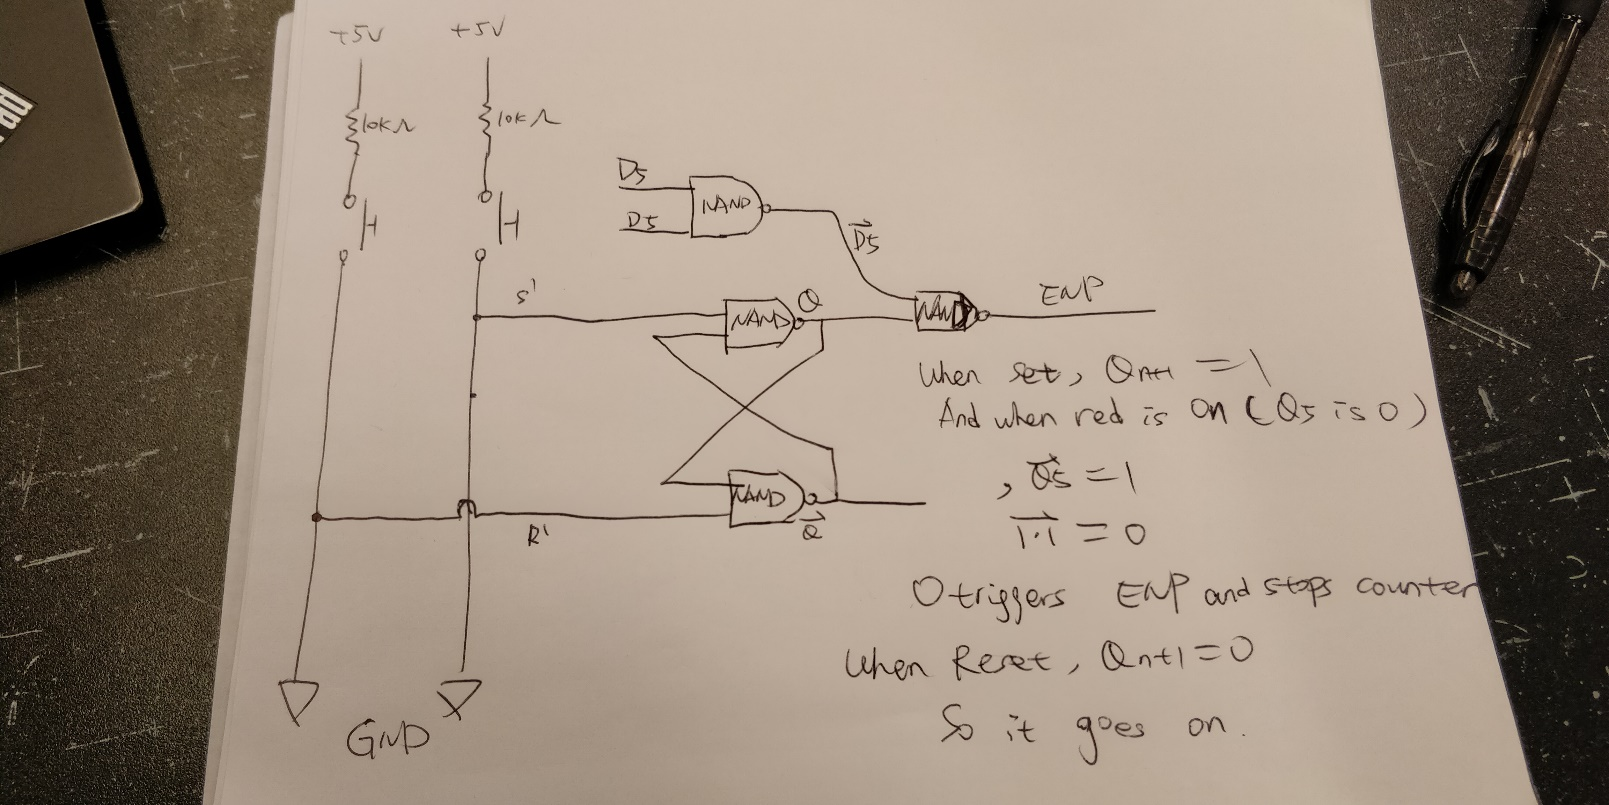 +5V +5V
10KΩ 10KΩ
D5
NAND
D5
D5
S'
NAND
Q
NAND
ENP
When set, Qn+1 = 1
And when red is on (Q5 is 0)
, Q5 = 1
1·1 = 0
0 triggers ENP and stops counter
NAND
Q
R'
When Reset, Qn+1 = 0
So it goes on.
GND